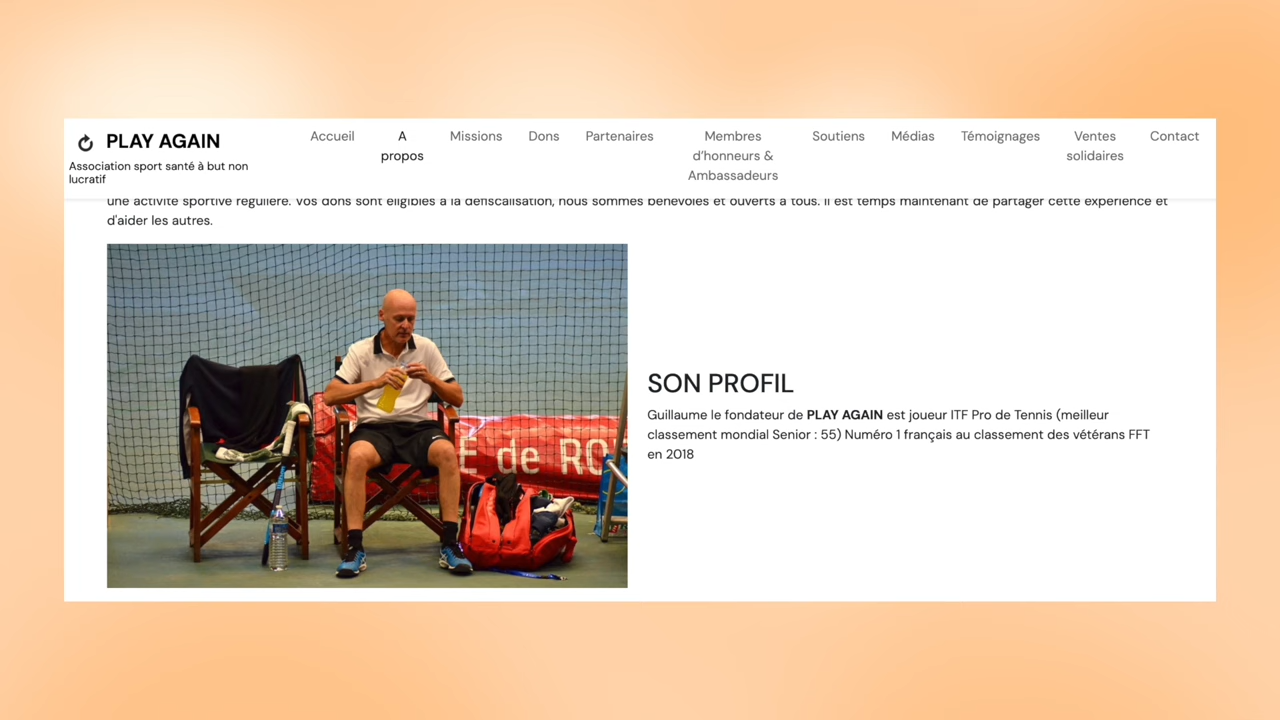 PLAY AGAIN
Association sport santé à but non
lucratif
Accueil
A
propos
Missions
Dons
Partenaires
Membres
d’honneurs &
Ambassadeurs
Soutiens
Médias
Témoignages
Ventes
solidaires
Contact
une activité sportive régulière. Vos dons sont éligibles à la défiscalisation, nous sommes bénévoles et ouverts à tous. Il est temps maintenant de partager cette expérience et
d'aider les autres.
E de RO
SON PROFIL
Guillaume le fondateur de PLAY AGAIN est joueur ITF Pro de Tennis (meilleur
classement mondial Senior : 55) Numéro 1 français au classement des vétérans FFT
en 2018